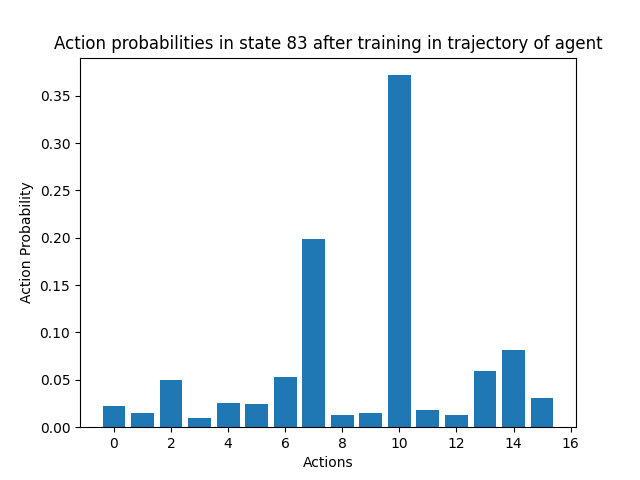 Action probabilities in state 83 after training in trajectory of agent
0.35
0.30
0.25
0.20
0.15
0.10
0.05
0.00
Action Probability
0 2 4 6 8 10 12 14 16
Actions